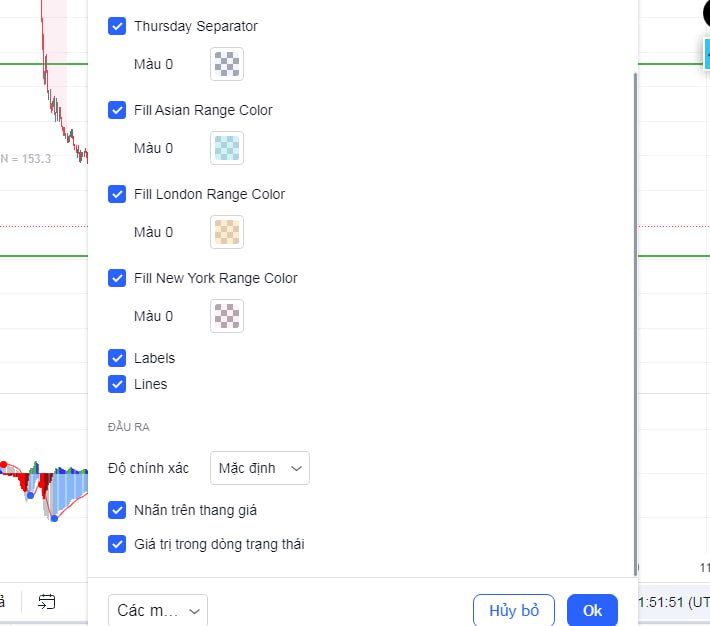 Thursday Separator
Màu 0
Fill Asian Range Color
Màu 0
N = 153.3
Fill London Range Color
Màu 0
Fill New York Range Color
Màu 0
Labels
Lines
ĐẦU RA
Độ chính xác
Mặc định
Nhãn trên thang giá
Giá trị trong dòng trạng thái
Các m...
Hủy bỏ
Ok
1:51:51 (UT